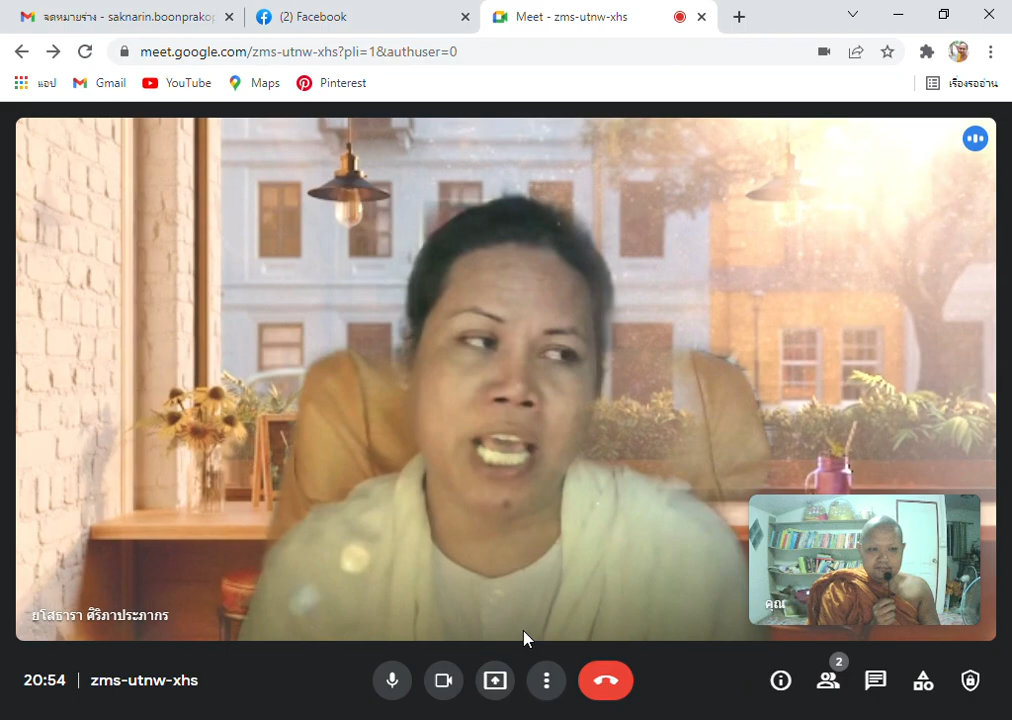 จดหมายร่าง - saknarin.boonprakop
(2) Facebook
Meet - zms-utnw-xhs
meet.google.com/zms-utnw-xhs?pli=1&authuser=0
แอป
Gmail
YouTube
Maps
Pinterest
เรื่องรออ่าน
ยโสธารา ศิริภาประภากร
คุณ
20:54
zms-utnw-xhs
2